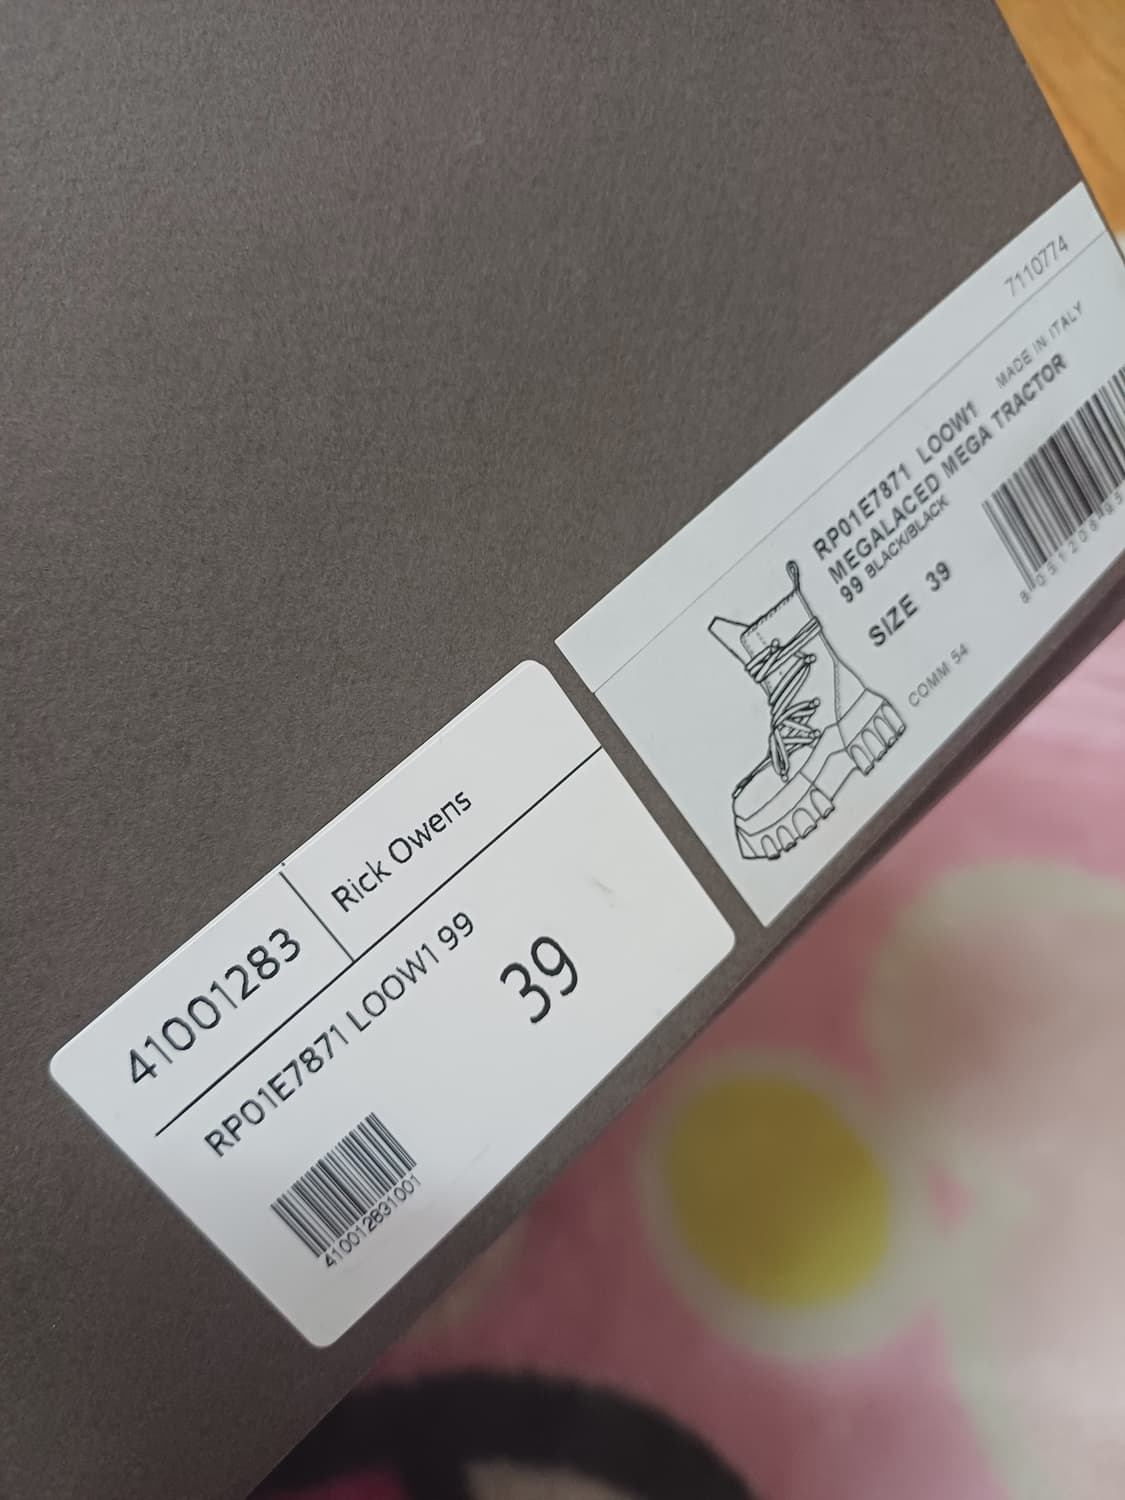 7110774
MADE IN ITALY
RP01E7871 LOOW1
MEGALACED MEGA TRACTOR
99 BLACK/BLACK
SIZE 39
COMM 54
41001283
Rick Owens
RP01E7871 LOOW1 99
39
410012831001